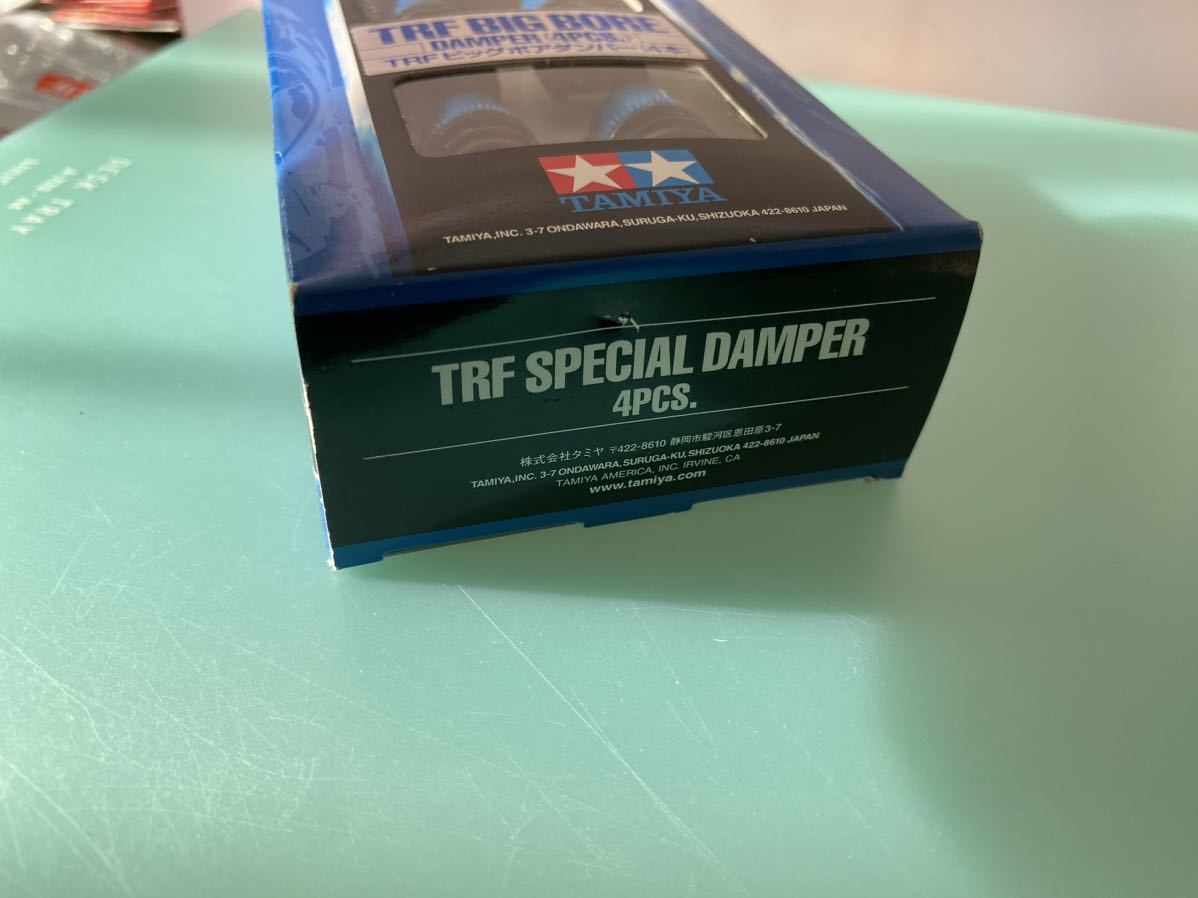 TRF BIG BORE
DAMPER (4PCS.)
TRFビッグボアダンパー(4本)
TAMIYA
TAMIYA,INC. 3-7 ONDAWARA,SURUGA-KU,SHIZUOKA 422-8610 JAPAN
TRF SPECIAL DAMPER
4PCS.
株式会社タミヤ 〒422-8610 静岡市駿河区恩田原3-7
TAMIYA,INC. 3-7 ONDAWARA,SURUGA-KU,SHIZUOKA 422-8610 JAPAN
TAMIYA AMERICA, INC. IRVINE, CA
www.tamiya.com
DESK TRAY